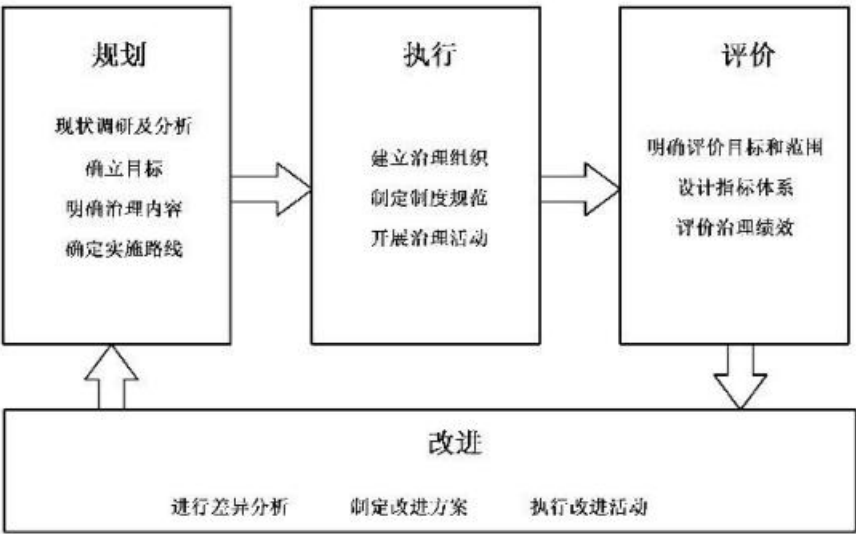 规划
现状调研及分析
确立目标
明确治理内容
确定实施路线
执行
建立治理组织
制定制度规范
开展治理活动
评价
明确评价目标和范围
设计指标体系
评价治理绩效
改进
进行差异分析 制定改进方案 执行改进活动